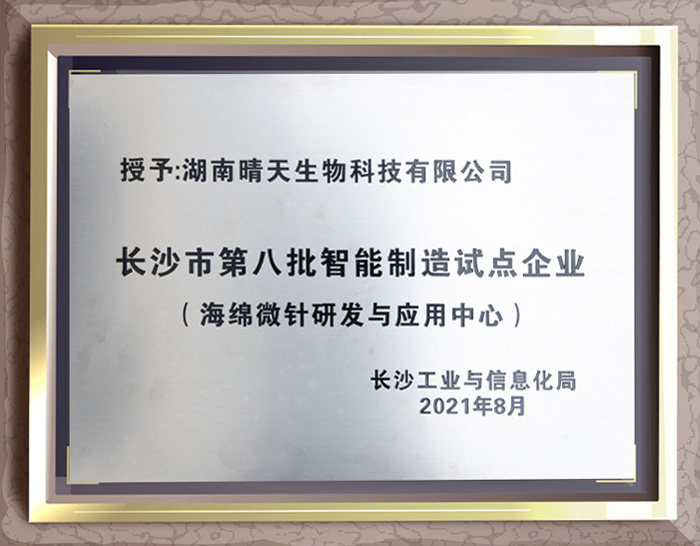 授予:湖南晴天生物科技有限公司
长沙市第八批智能制造试点企业
（海绵微针研发与应用中心）
长沙工业与信息化局
2021年8月